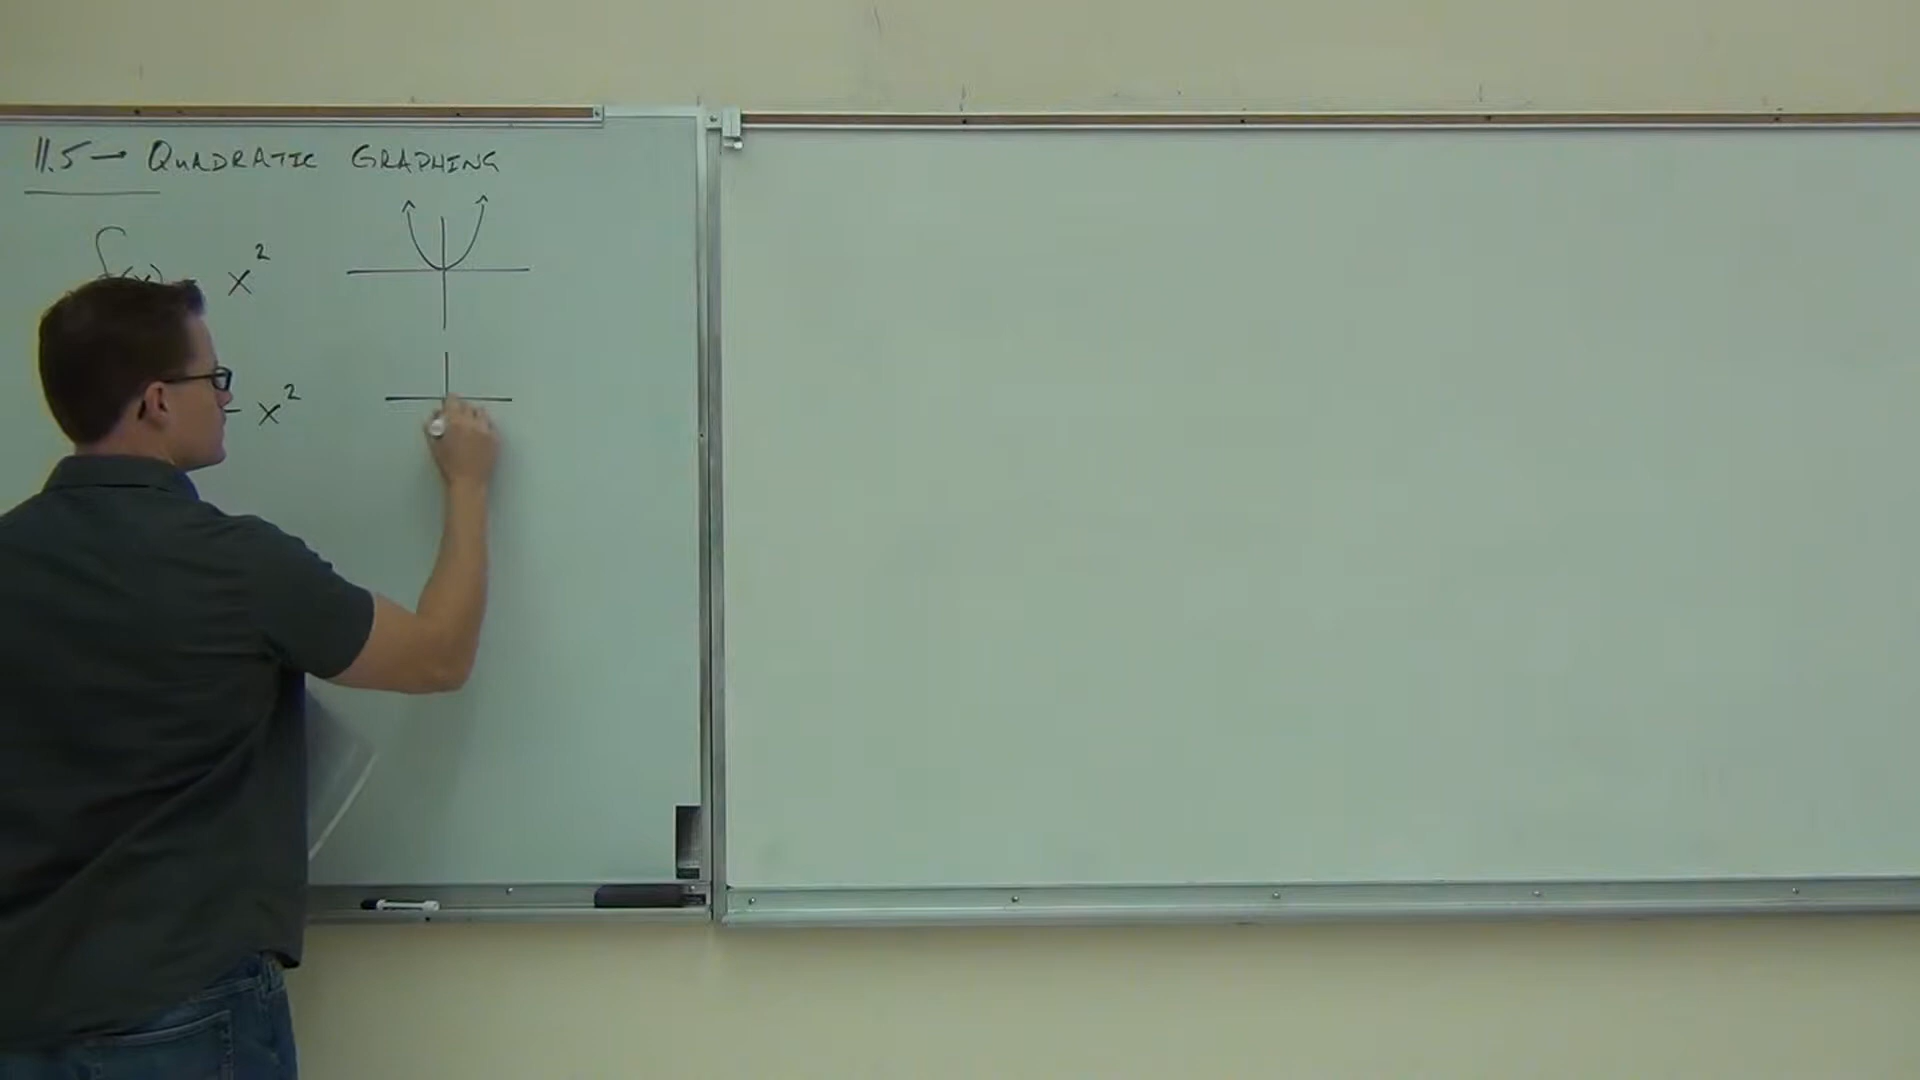 11.5 → QUADRATIC GRAPHING
f(x) = x²
- x²